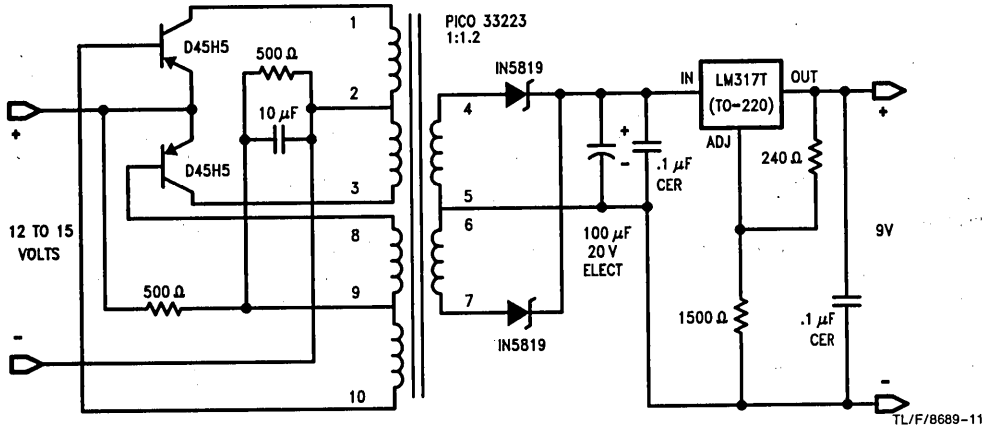 1
PICO 33223
1:1.2
D45H5
500 Ω
IN5819
IN
LM317T
(TO-220)
OUT
2
4
10 μF
+
+
+
ADJ
240 Ω
-
D45H5
.1 μF
CER
3
5
12 TO 15
VOLTS
8
6
100 μF
20 V
ELECT
9V
500 Ω
9
7
1500 Ω
.1 μF
CER
-
IN5819
10
-
TL/F/8689-11